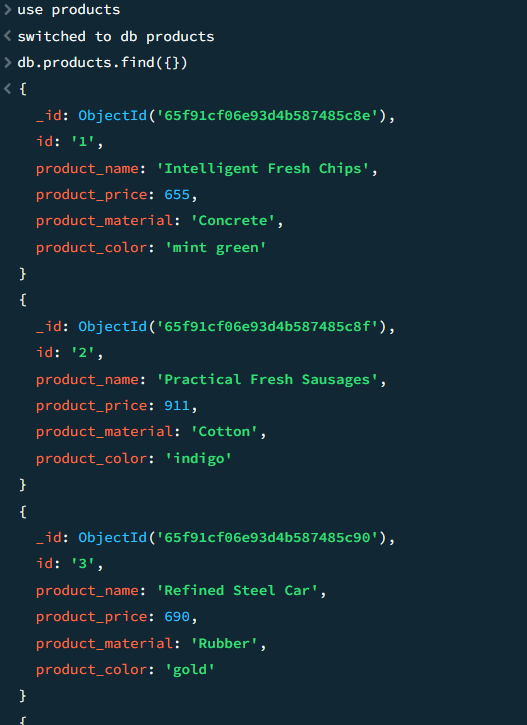 > use products
< switched to db products
> db.products.find({})
< {
_id: ObjectId('65f91cf06e93d4b587485c8e'),
id: '1',
product_name: 'Intelligent Fresh Chips',
product_price: 655,
product_material: 'Concrete',
product_color: 'mint green'
}
{
_id: ObjectId('65f91cf06e93d4b587485c8f'),
id: '2',
product_name: 'Practical Fresh Sausages',
product_price: 911,
product_material: 'Cotton',
product_color: 'indigo'
}
{
_id: ObjectId('65f91cf06e93d4b587485c90'),
id: '3',
product_name: 'Refined Steel Car',
product_price: 690,
product_material: 'Rubber',
product_color: 'gold'
}
{